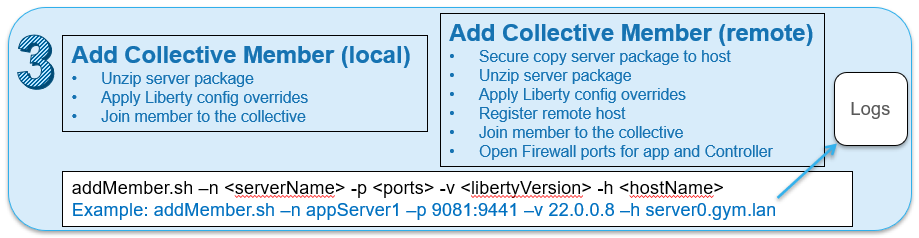 3
Add Collective Member (local)
• Unzip server package
• Apply Liberty config overrides
• Join member to the collective
Add Collective Member (remote)
• Secure copy server package to host
• Unzip server package
• Apply Liberty config overrides
• Register remote host
• Join member to the collective
• Open Firewall ports for app and Controller
Logs
addMember.sh –n <serverName> -p <ports> -v <libertyVersion> -h <hostName>
Example: addMember.sh –n appServer1 –p 9081:9441 –v 22.0.0.8 –h server0.gym.lan